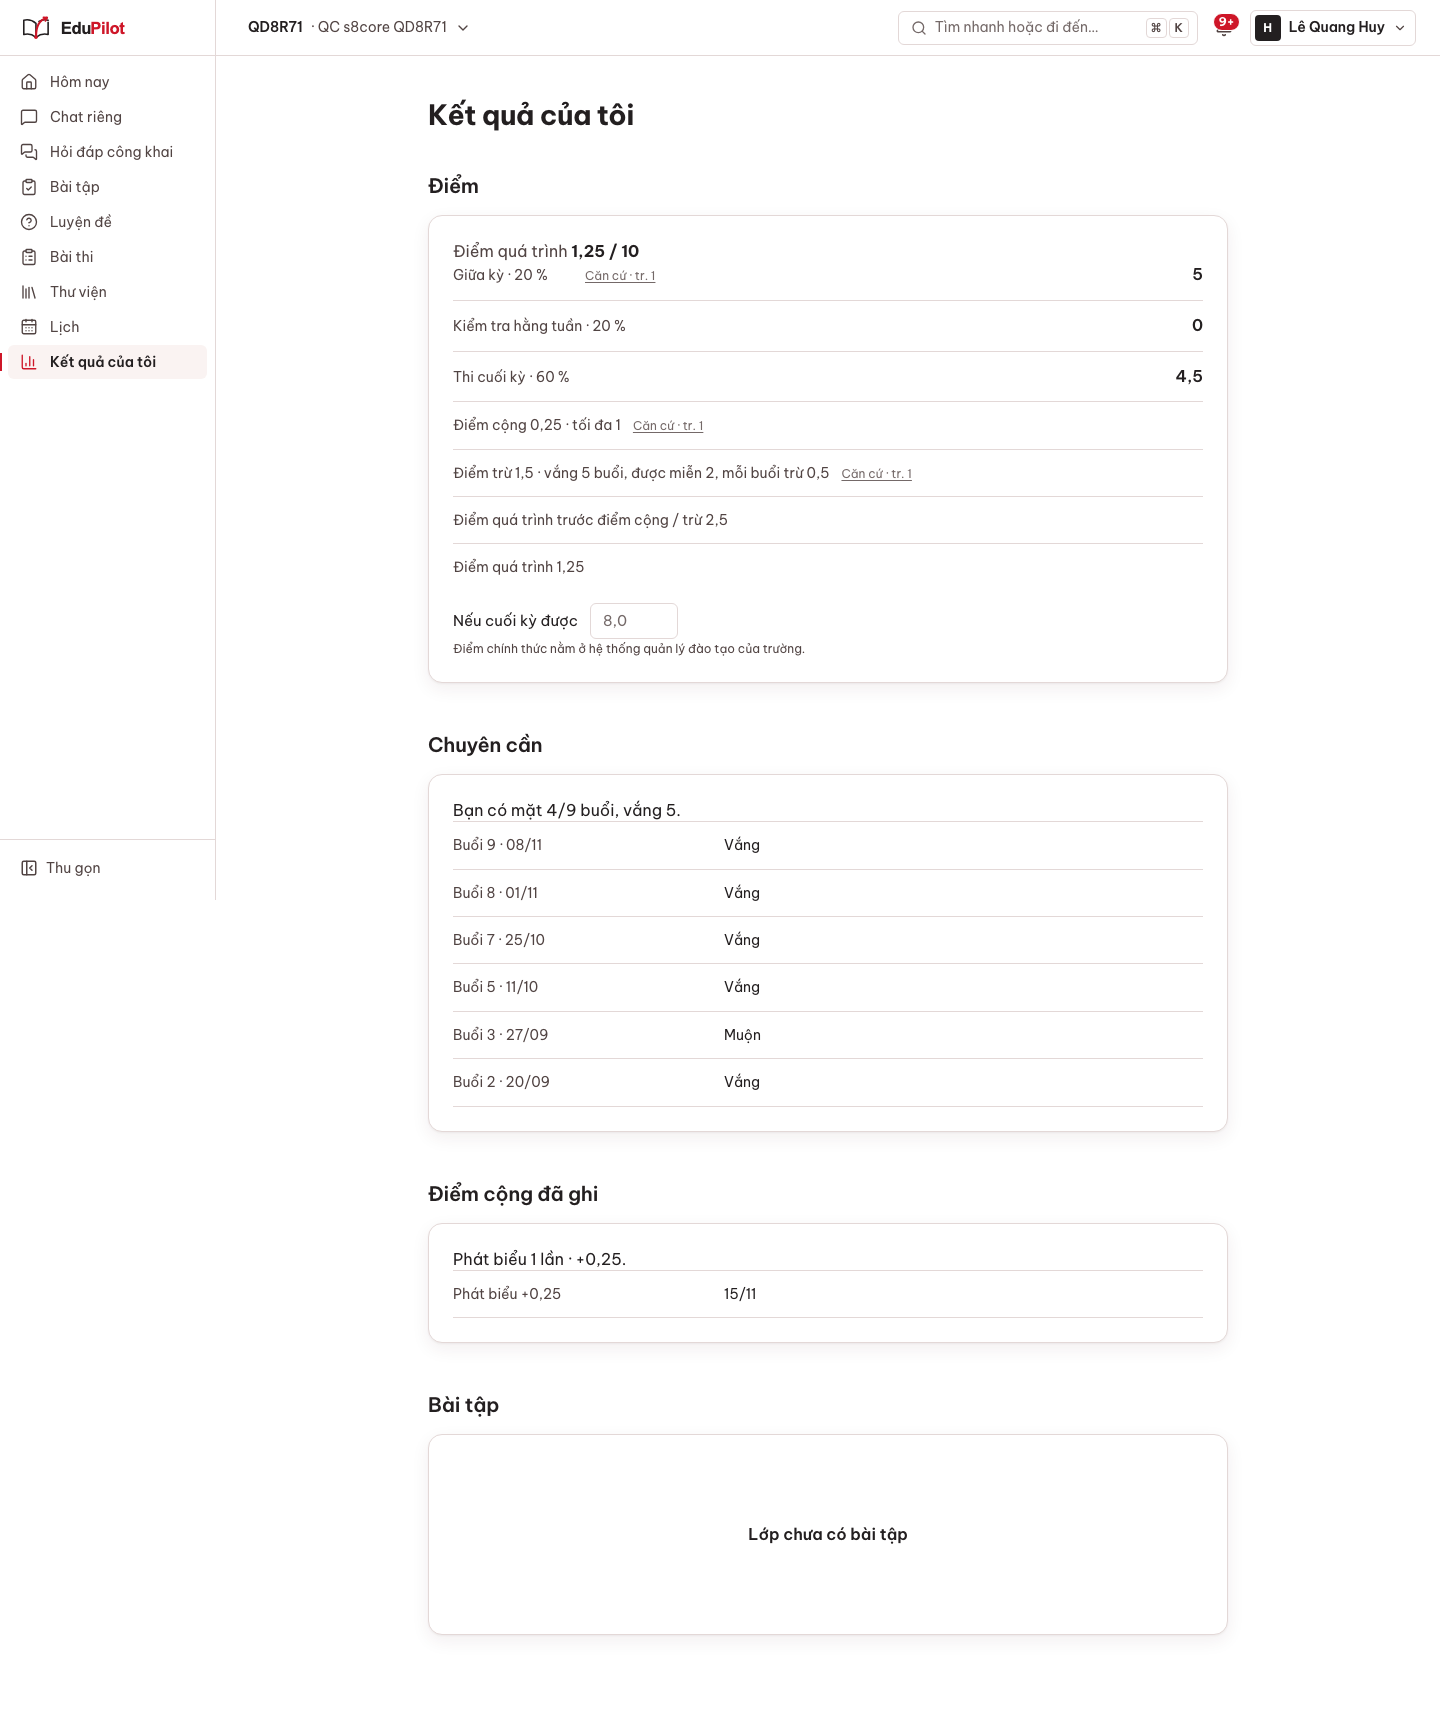 EduPilot
QD8R71 · QC s8core QD8R71
Tìm nhanh hoặc đi đến...
⌘ K
9+
H
Lê Quang Huy
Hôm nay
Chat riêng
Hỏi đáp công khai
Bài tập
Luyện đề
Bài thi
Thư viện
Lịch
Kết quả của tôi
Thu gọn
Kết quả của tôi
Điểm
Điểm quá trình 1,25 / 10
Giữa kỳ · 20 % Căn cứ · tr. 1 5
Kiểm tra hằng tuần · 20 % 0
Thi cuối kỳ · 60 % 4,5
Điểm cộng 0,25 · tối đa 1 Căn cứ · tr. 1
Điểm trừ 1,5 · vắng 5 buổi, được miễn 2, mỗi buổi trừ 0,5 Căn cứ · tr. 1
Điểm quá trình trước điểm cộng / trừ 2,5
Điểm quá trình 1,25
Nếu cuối kỳ được 8,0
Điểm chính thức nằm ở hệ thống quản lý đào tạo của trường.
Chuyên cần
Bạn có mặt 4/9 buổi, vắng 5.
Buổi 9 · 08/11 Vắng
Buổi 8 · 01/11 Vắng
Buổi 7 · 25/10 Vắng
Buổi 5 · 11/10 Vắng
Buổi 3 · 27/09 Muộn
Buổi 2 · 20/09 Vắng
Điểm cộng đã ghi
Phát biểu 1 lần · +0,25.
Phát biểu +0,25 15/11
Bài tập
Lớp chưa có bài tập